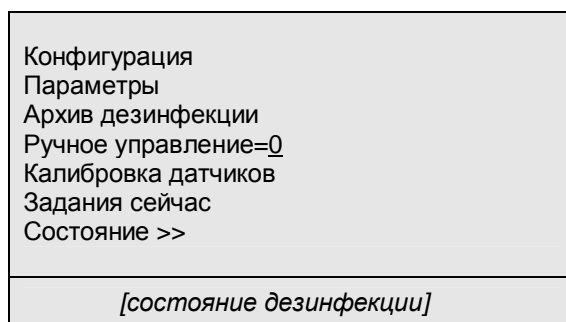 Конфигурация
Параметры
Архив дезинфекции
Ручное управление=0
Калибровка датчиков
Задания сейчас
Состояние >>
[состояние дезинфекции]